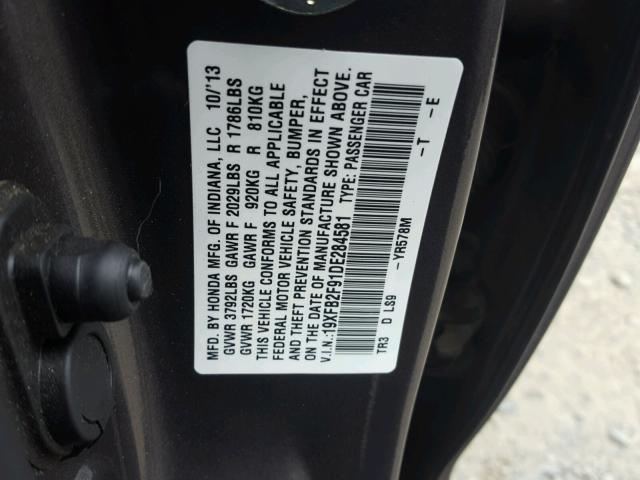 MFD. BY HONDA MFG. OF INDIANA, LLC 10/'13
GVWR 3792LBS GAWR F 2029LBS R 1786LBS
GVWR 1720KG GAWR F 920KG R 810KG
THIS VEHICLE CONFORMS TO ALL APPLICABLE
FEDERAL MOTOR VEHICLE SAFETY, BUMPER,
AND THEFT PREVENTION STANDARDS IN EFFECT
ON THE DATE OF MANUFACTURE SHOWN ABOVE.
V.I.N.:19XFB2F91DE284581 TYPE: PASSENGER CAR
TR3 D LS9 -YR578M -T -E